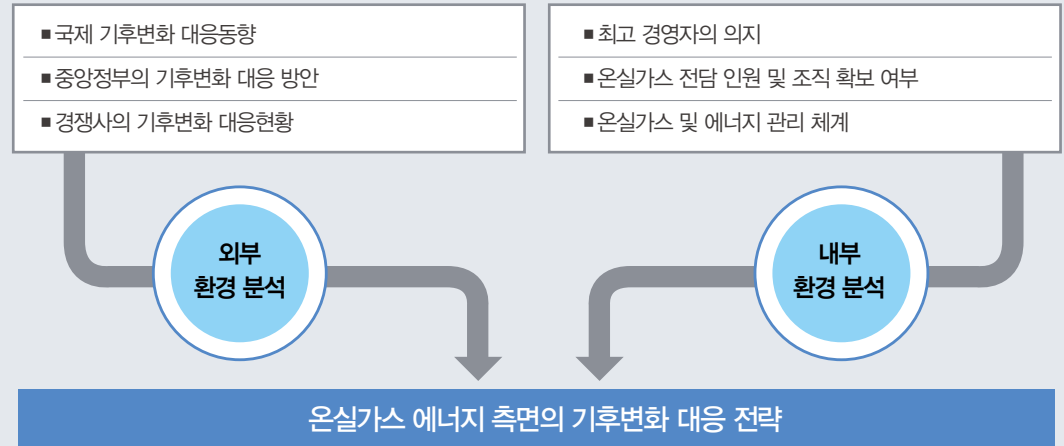 ■ 국제 기후변화 대응동향
■ 중앙정부의 기후변화 대응 방안
■ 경쟁사의 기후변화 대응현황
■ 최고 경영자의 의지
■ 온실가스 전담 인원 및 조직 확보 여부
■ 온실가스 및 에너지 관리 체계
외부
환경 분석
내부
환경 분석
온실가스 에너지 측면의 기후변화 대응 전략